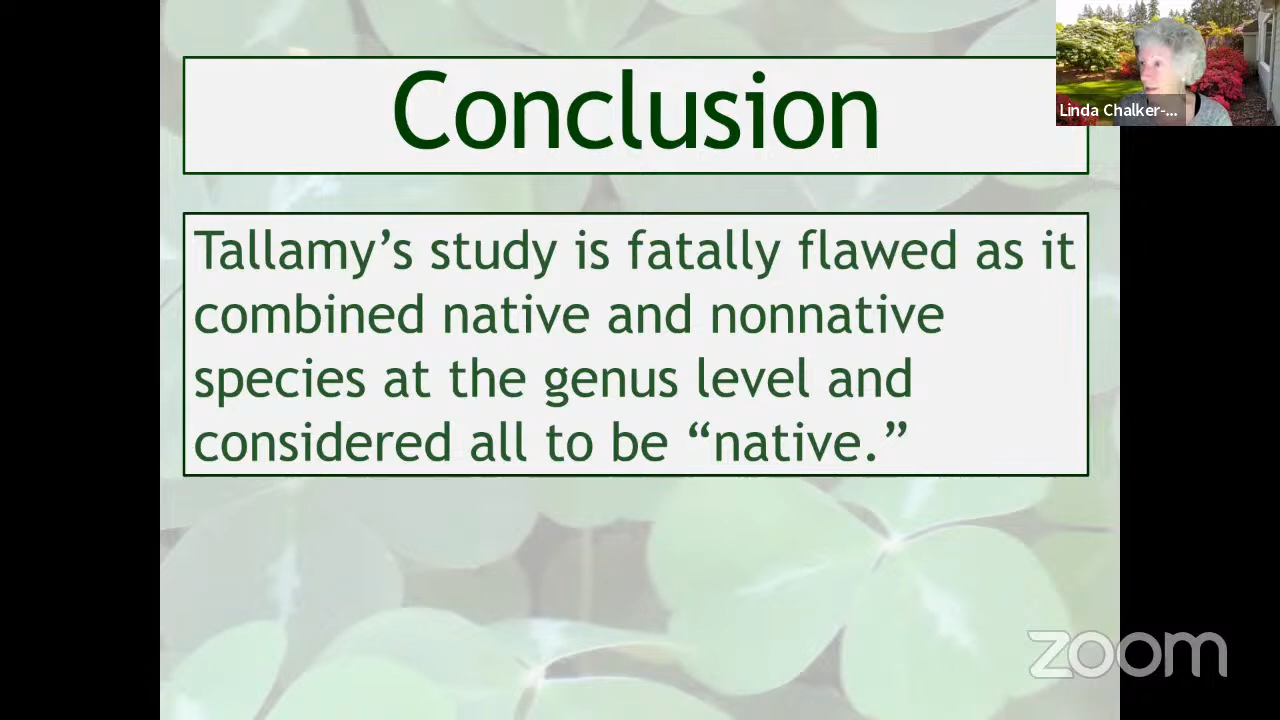 Conclusion
Linda Chalker-...
Tallamy’s study is fatally flawed as it
combined native and nonnative
species at the genus level and
considered all to be “native.”
zoom